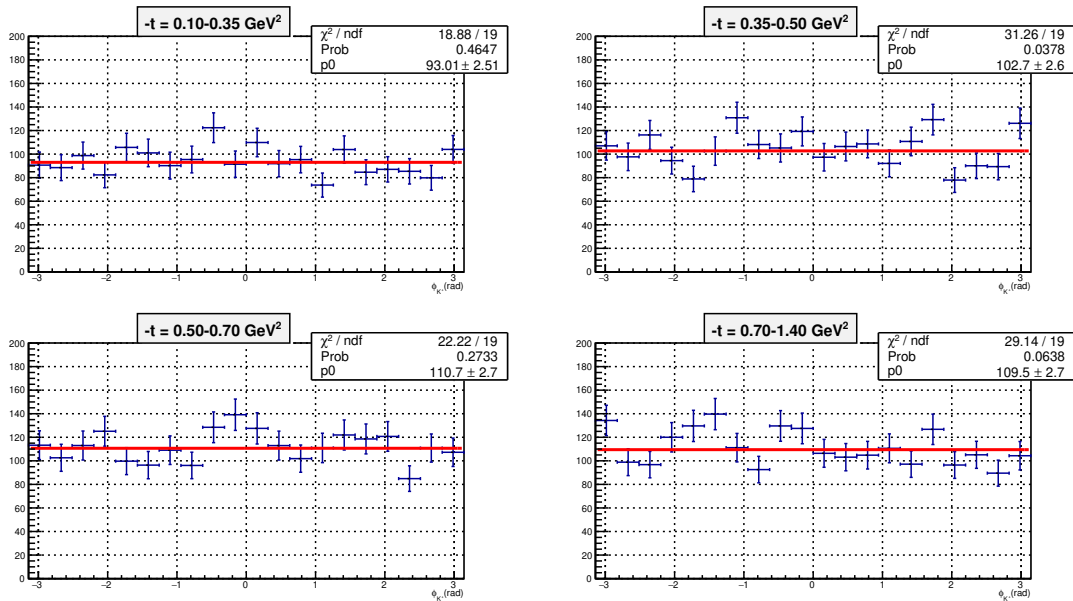 -t = 0.10-0.35 GeV²
χ² / ndf 18.88 / 19
Prob 0.4647
p0 93.01 ± 2.51
200
180
160
140
120
100
80
60
40
20
0
−3 −2 −1 0 1 2 3
ϕK⁺(rad)
-t = 0.35-0.50 GeV²
χ² / ndf 31.26 / 19
Prob 0.0378
p0 102.7 ± 2.6
200
180
160
140
120
100
80
60
40
20
0
−3 −2 −1 0 1 2 3
ϕK⁺(rad)
-t = 0.50-0.70 GeV²
χ² / ndf 22.22 / 19
Prob 0.2733
p0 110.7 ± 2.7
200
180
160
140
120
100
80
60
40
20
0
−3 −2 −1 0 1 2 3
ϕK⁺(rad)
-t = 0.70-1.40 GeV²
χ² / ndf 29.14 / 19
Prob 0.0638
p0 109.5 ± 2.7
200
180
160
140
120
100
80
60
40
20
0
−3 −2 −1 0 1 2 3
ϕK⁺(rad)